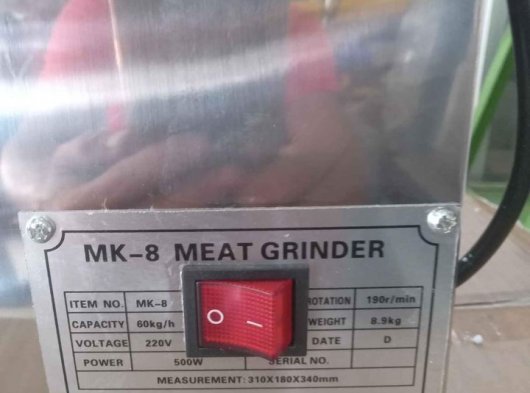 MK-8 MEAT GRINDER
ITEM NO. MK-8 ROTATION 190r/min
CAPACITY 60kg/h WEIGHT 8.9kg
VOLTAGE 220V DATE D
POWER 500W SERIAL NO.
MEASUREMENT: 310X180X340mm